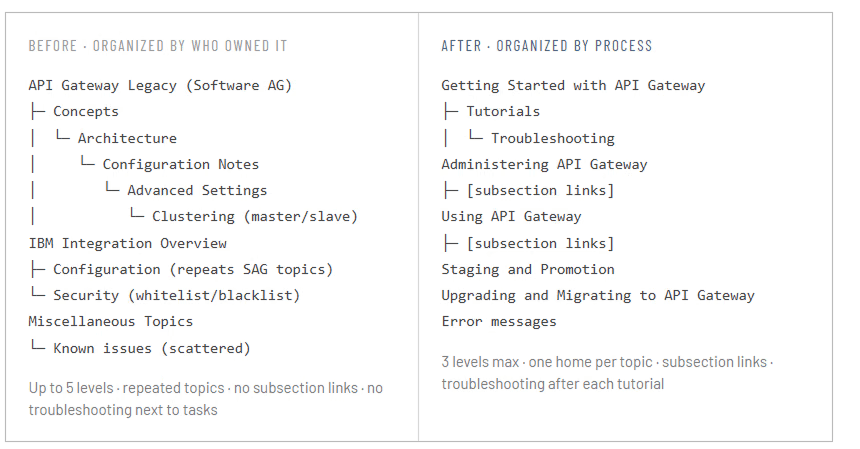 BEFORE · ORGANIZED BY WHO OWNED IT
API Gateway Legacy (Software AG)
├─ Concepts
│  └─ Architecture
│     └─ Configuration Notes
│        └─ Advanced Settings
│           └─ Clustering (master/slave)
IBM Integration Overview
├─ Configuration (repeats SAG topics)
└─ Security (whitelist/blacklist)
Miscellaneous Topics
└─ Known issues (scattered)
Up to 5 levels · repeated topics · no subsection links · no
troubleshooting next to tasks
AFTER · ORGANIZED BY PROCESS
Getting Started with API Gateway
├─ Tutorials
│  └─ Troubleshooting
Administering API Gateway
├─ [subsection links]
Using API Gateway
├─ [subsection links]
Staging and Promotion
Upgrading and Migrating to API Gateway
Error messages
3 levels max · one home per topic · subsection links ·
troubleshooting after each tutorial